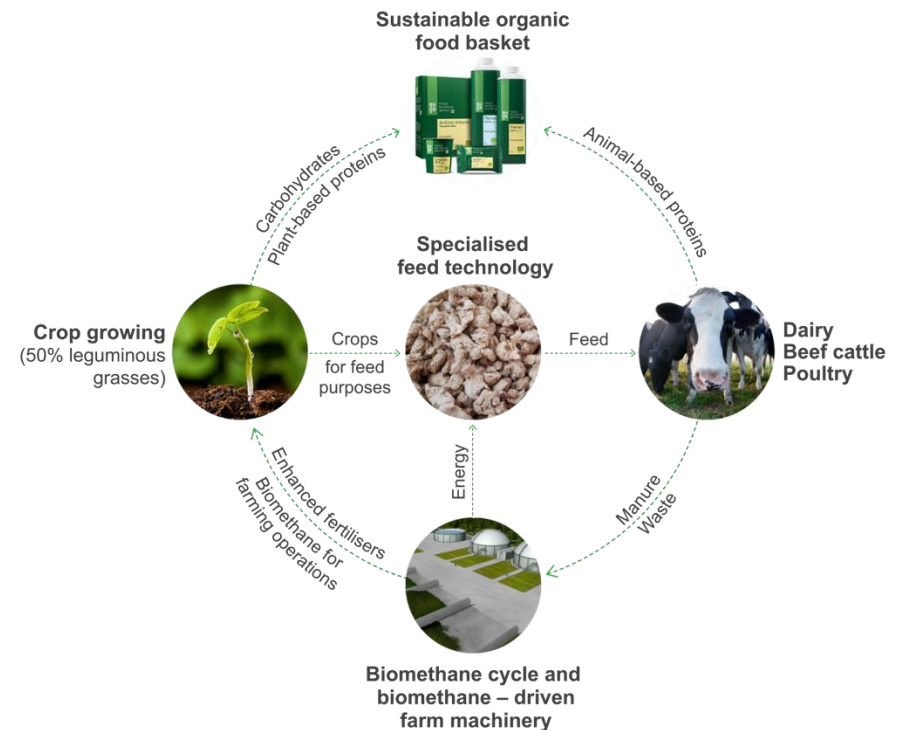 Sustainable organic
food basket
Carbohydrates
Plant-based proteins
Animal-based proteins
Specialised
feed technology
Crop growing
(50% leguminous
grasses)
Crops
for feed
purposes
Feed
Dairy
Beef cattle
Poultry
Enhanced fertilisers
Biomethane for
farming operations
Energy
Manure
Waste
Biomethane cycle and
biomethane – driven
farm machinery